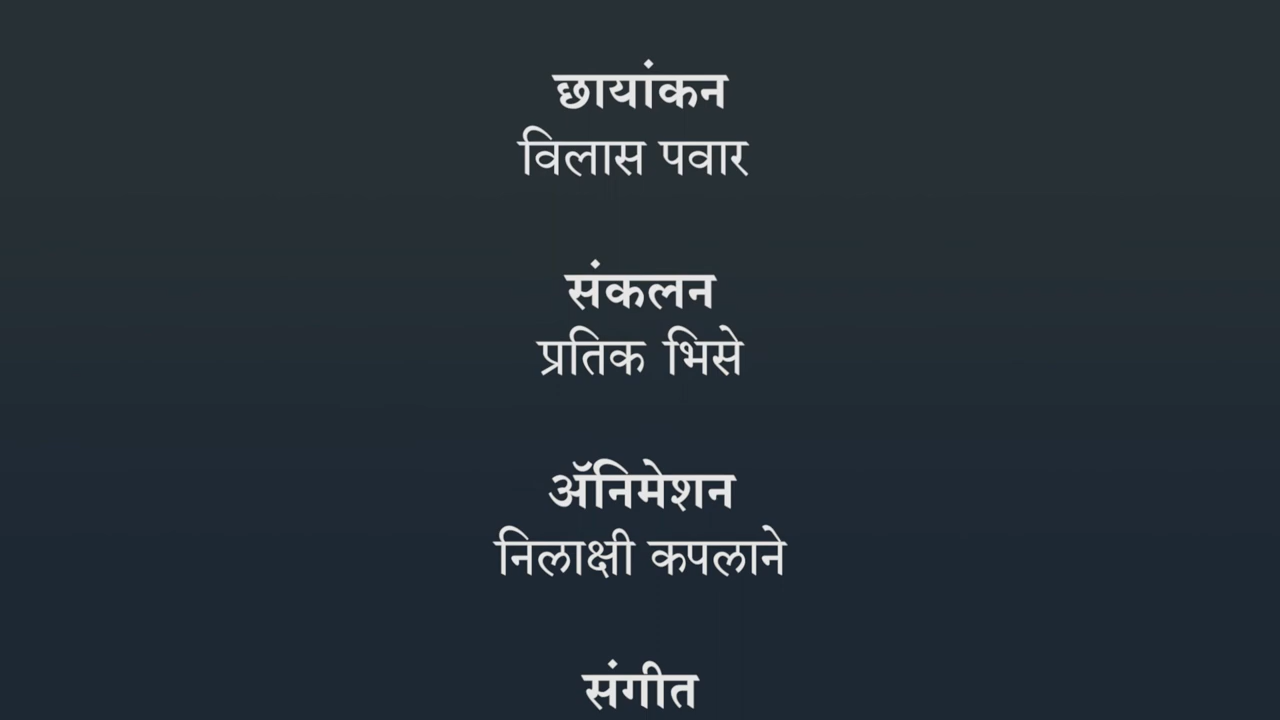 छायांकन
विलास पवार
संकलन
प्रतिक भिसे
ॲनिमेशन
निलाक्षी कपलाने
संगीत